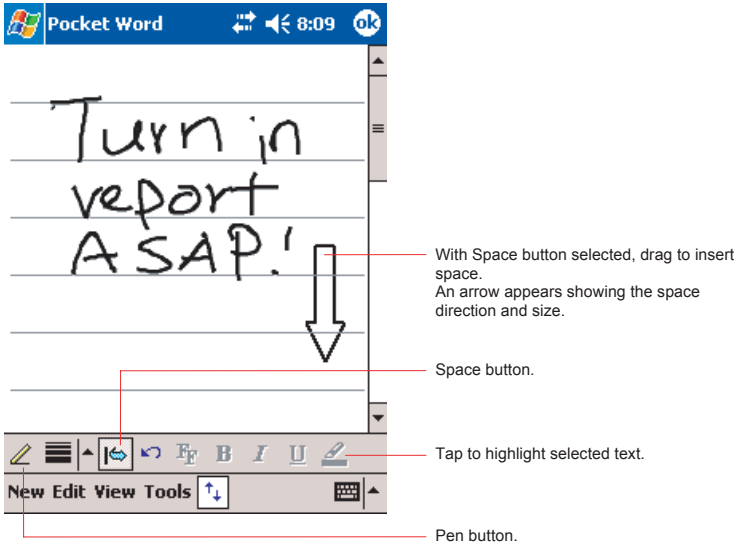 Pocket Word 8:09 ok
Turn in
report
ASAP!
With Space button selected, drag to insert
space.
An arrow appears showing the space
direction and size.
Space button.
Tap to highlight selected text.
FF B I U
New Edit View Tools
Pen button.